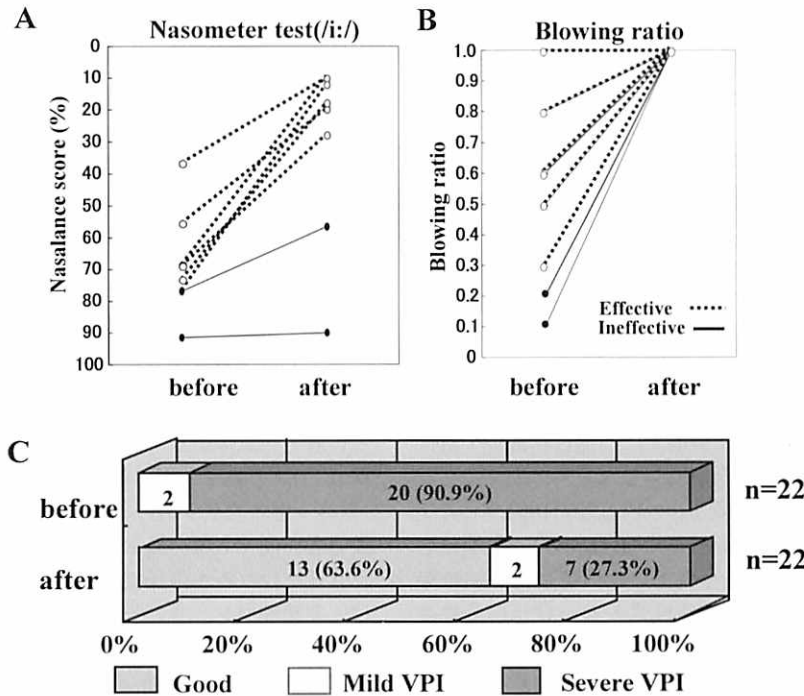 A
Nasometer test(/i:/)
Nasalance score (%)
0
10
20
30
40
50
60
70
80
90
100
before after
B
Blowing ratio
Blowing ratio
1.0
0.9
0.8
0.7
0.6
0.5
0.4
0.3
0.2
0.1
0
Effective
Ineffective
before after
C
before 2 20 (90.9%) n=22
after 13 (63.6%) 2 7 (27.3%) n=22
0% 20% 40% 60% 80% 100%
Good Mild VPI Severe VPI